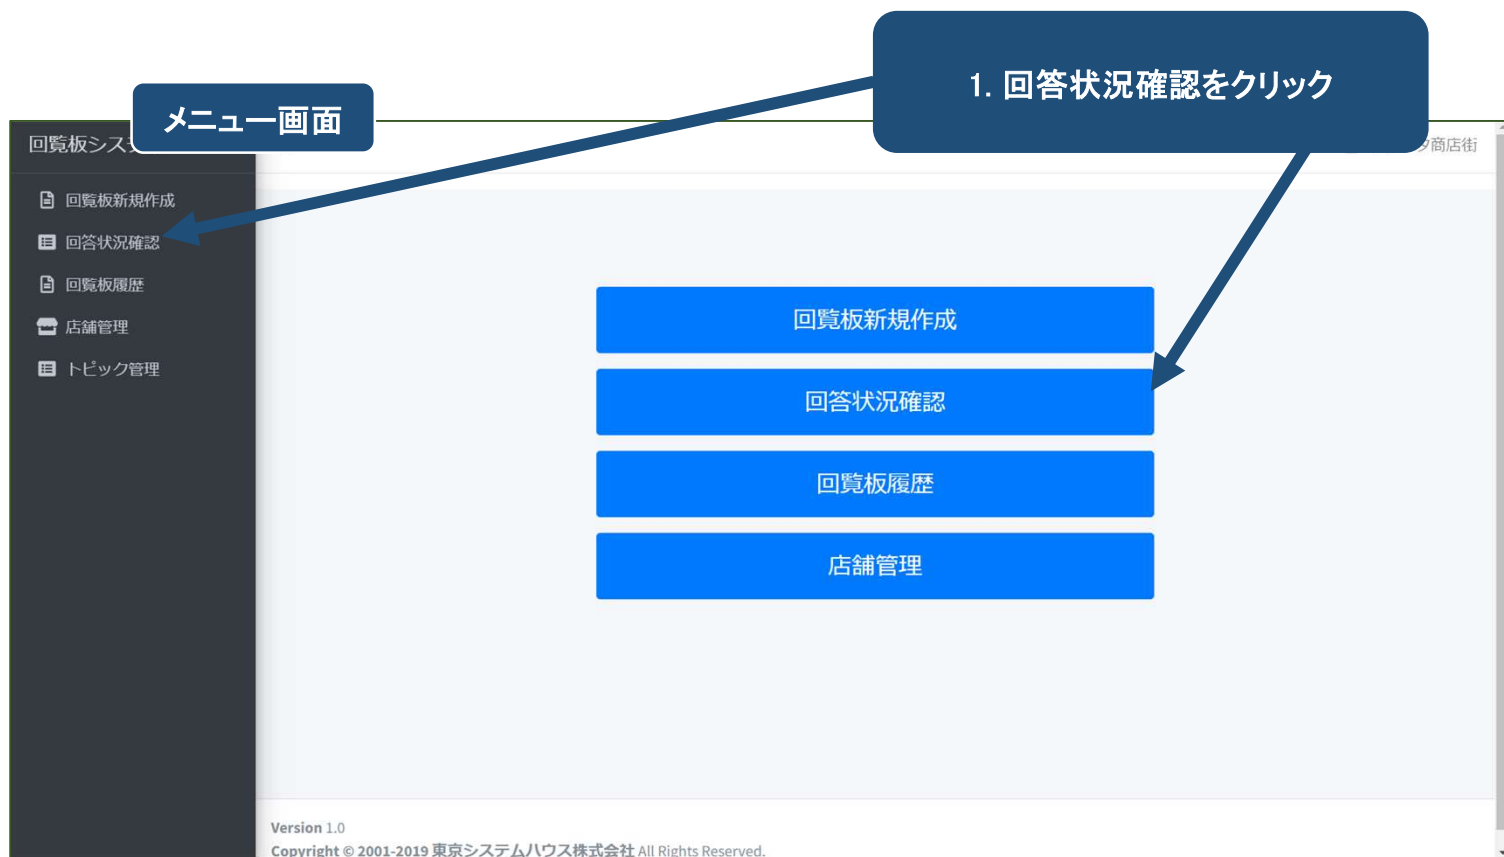 1. 回答状況確認をクリック
メニュー画面
回覧板シス
商店街
回覧板新規作成
回答状況確認
回覧板履歴
店舗管理
トピック管理
回覧板新規作成
回答状況確認
回覧板履歴
店舗管理
Version 1.0
Copyright © 2001-2019 東京システムハウス株式会社 All Rights Reserved.